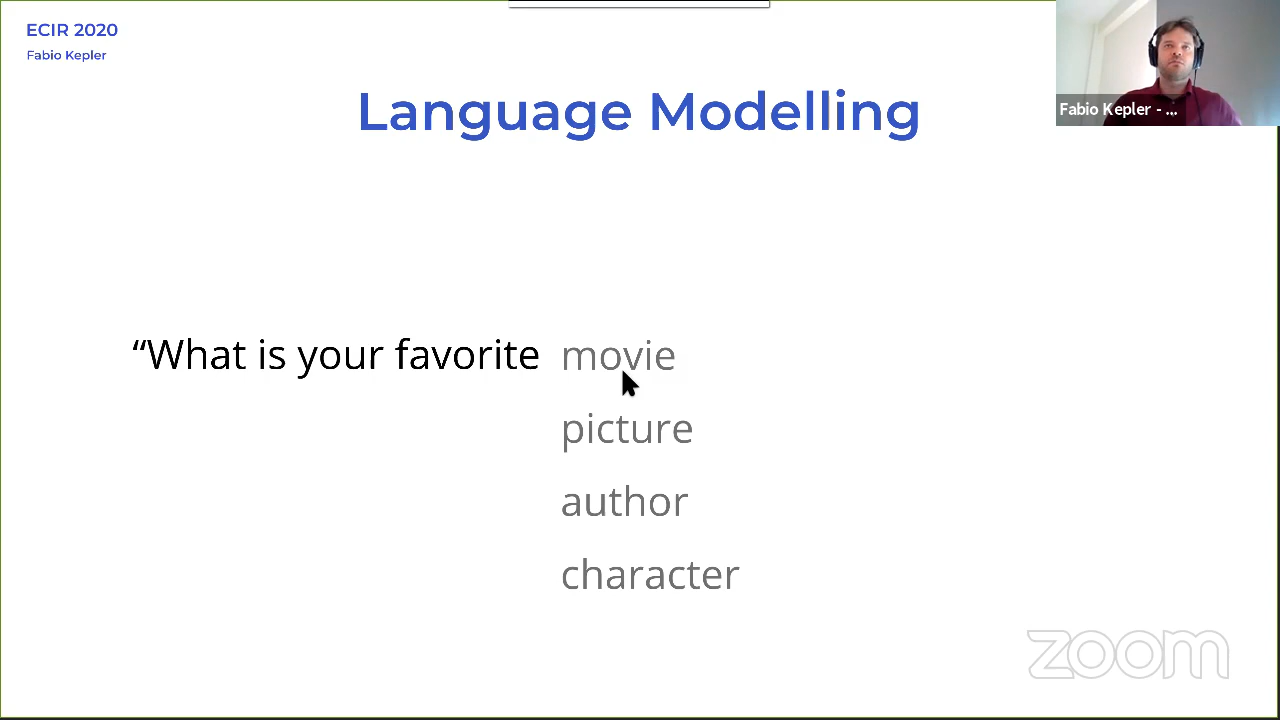 ECIR 2020
Fabio Kepler
Language Modelling
Fabio Kepler - ...
“What is your favorite movie
picture
author
character
zoom